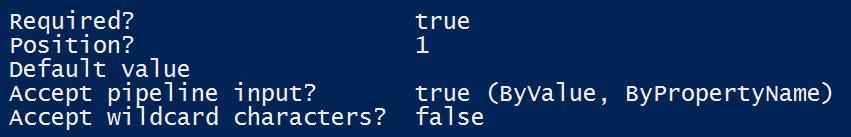 Required? true
Position? 1
Default value
Accept pipeline input? true (ByValue, ByPropertyName)
Accept wildcard characters? false